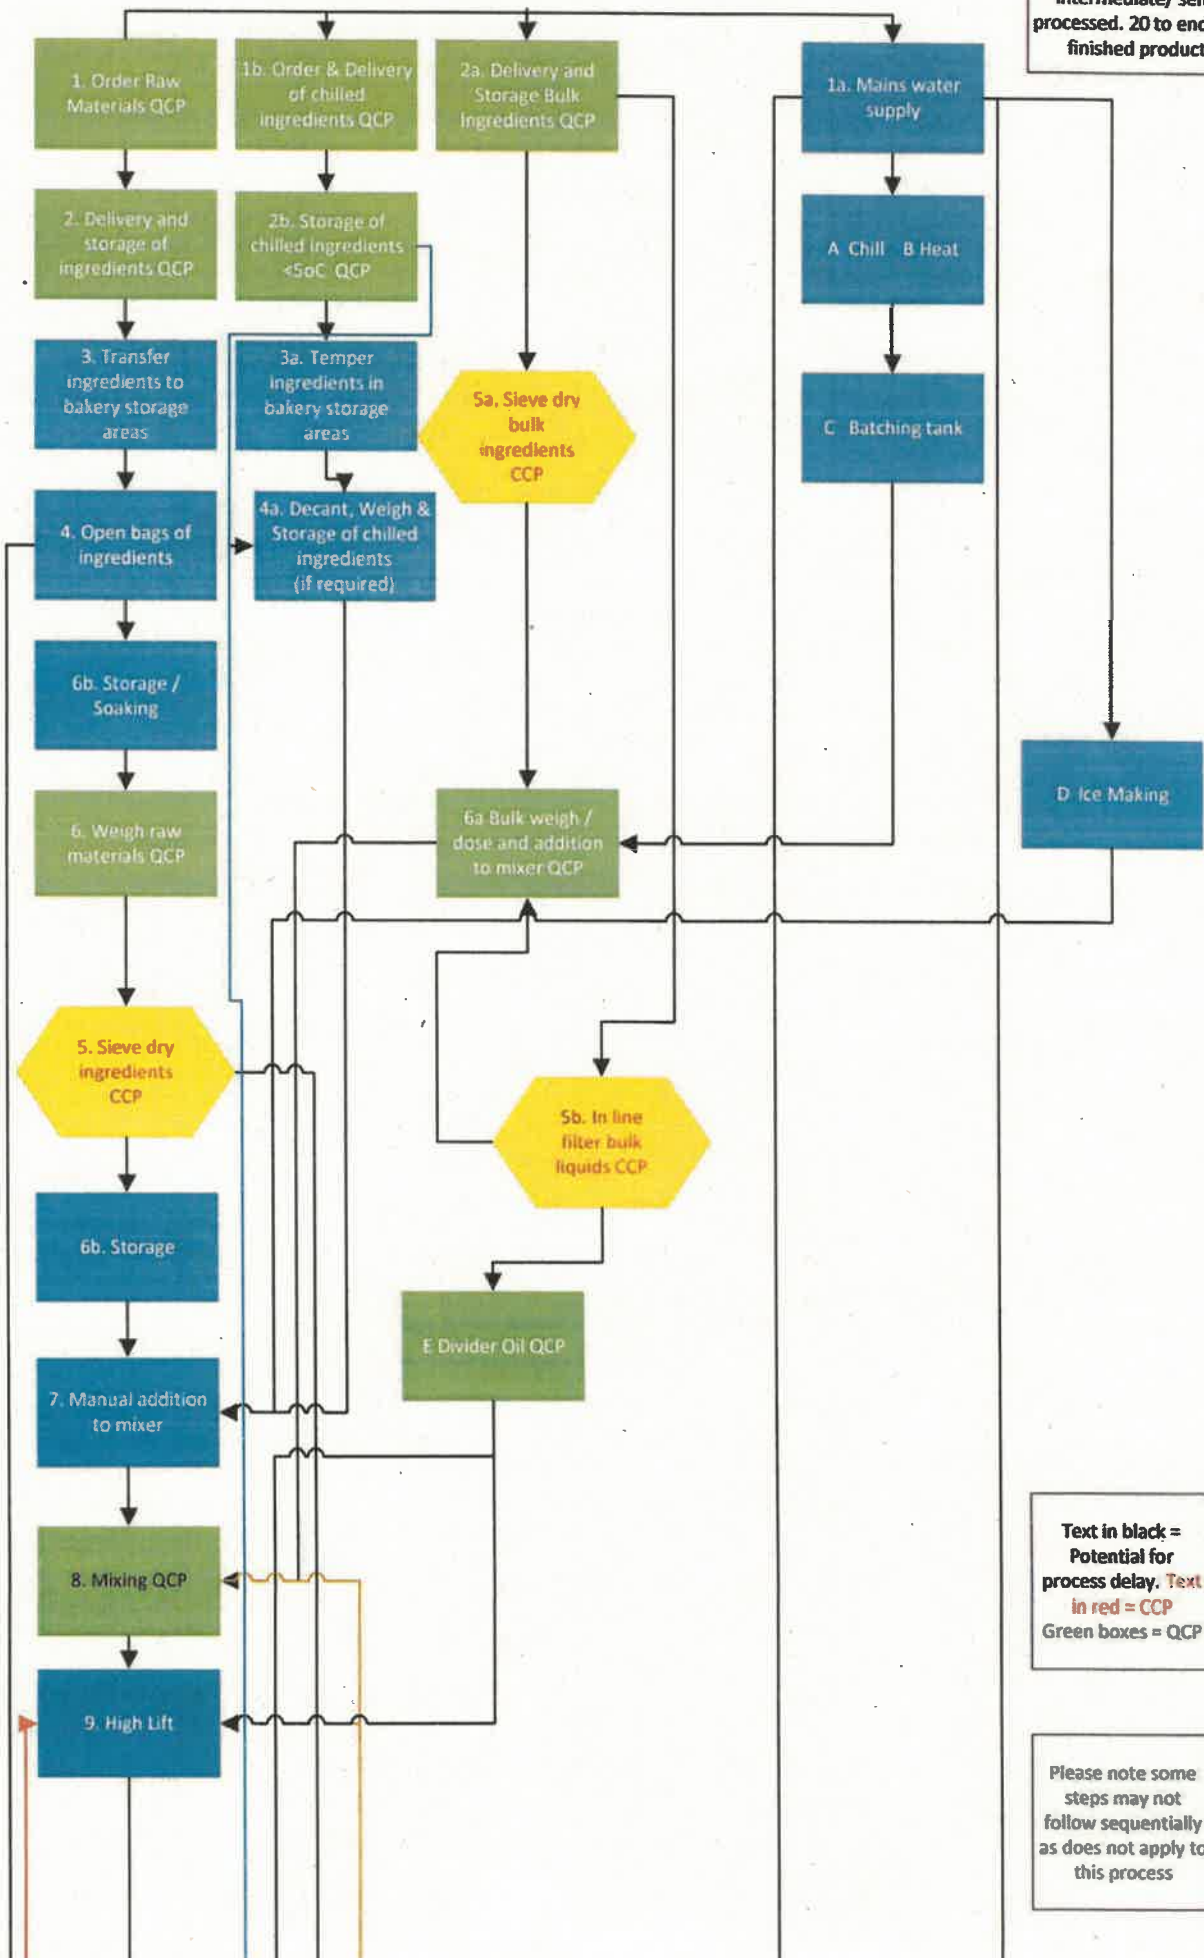 Intermediate/ sem
processed. 20 to end
finished product
1. Order Raw
Materials QCP
1b. Order & Delivery
of chilled
ingredients QCP
2a. Delivery and
Storage Bulk
Ingredients QCP
1a. Mains water
supply
2. Delivery and
storage of
ingredients QCP
2b. Storage of
chilled ingredients
<5oC QCP
A Chill B Heat
3. Transfer
ingredients to
bakery storage
areas
3a. Temper
ingredients in
bakery storage
areas
5a. Sieve dry
bulk
ingredients
CCP
C Batching tank
4. Open bags of
ingredients
4a. Decant, Weigh &
Storage of chilled
ingredients
(if required)
6b. Storage /
Soaking
D Ice Making
6. Weigh raw
materials QCP
6a Bulk weigh /
dose and addition
to mixer QCP
5. Sieve dry
ingredients
CCP
5b. In line
filter bulk
liquids CCP
6b. Storage
E Divider Oil QCP
7. Manual addition
to mixer
8. Mixing QCP
9. High Lift
Text in black =
Potential for
process delay. Text
in red = CCP
Green boxes = QCP
Please note some
steps may not
follow sequentially
as does not apply to
this process